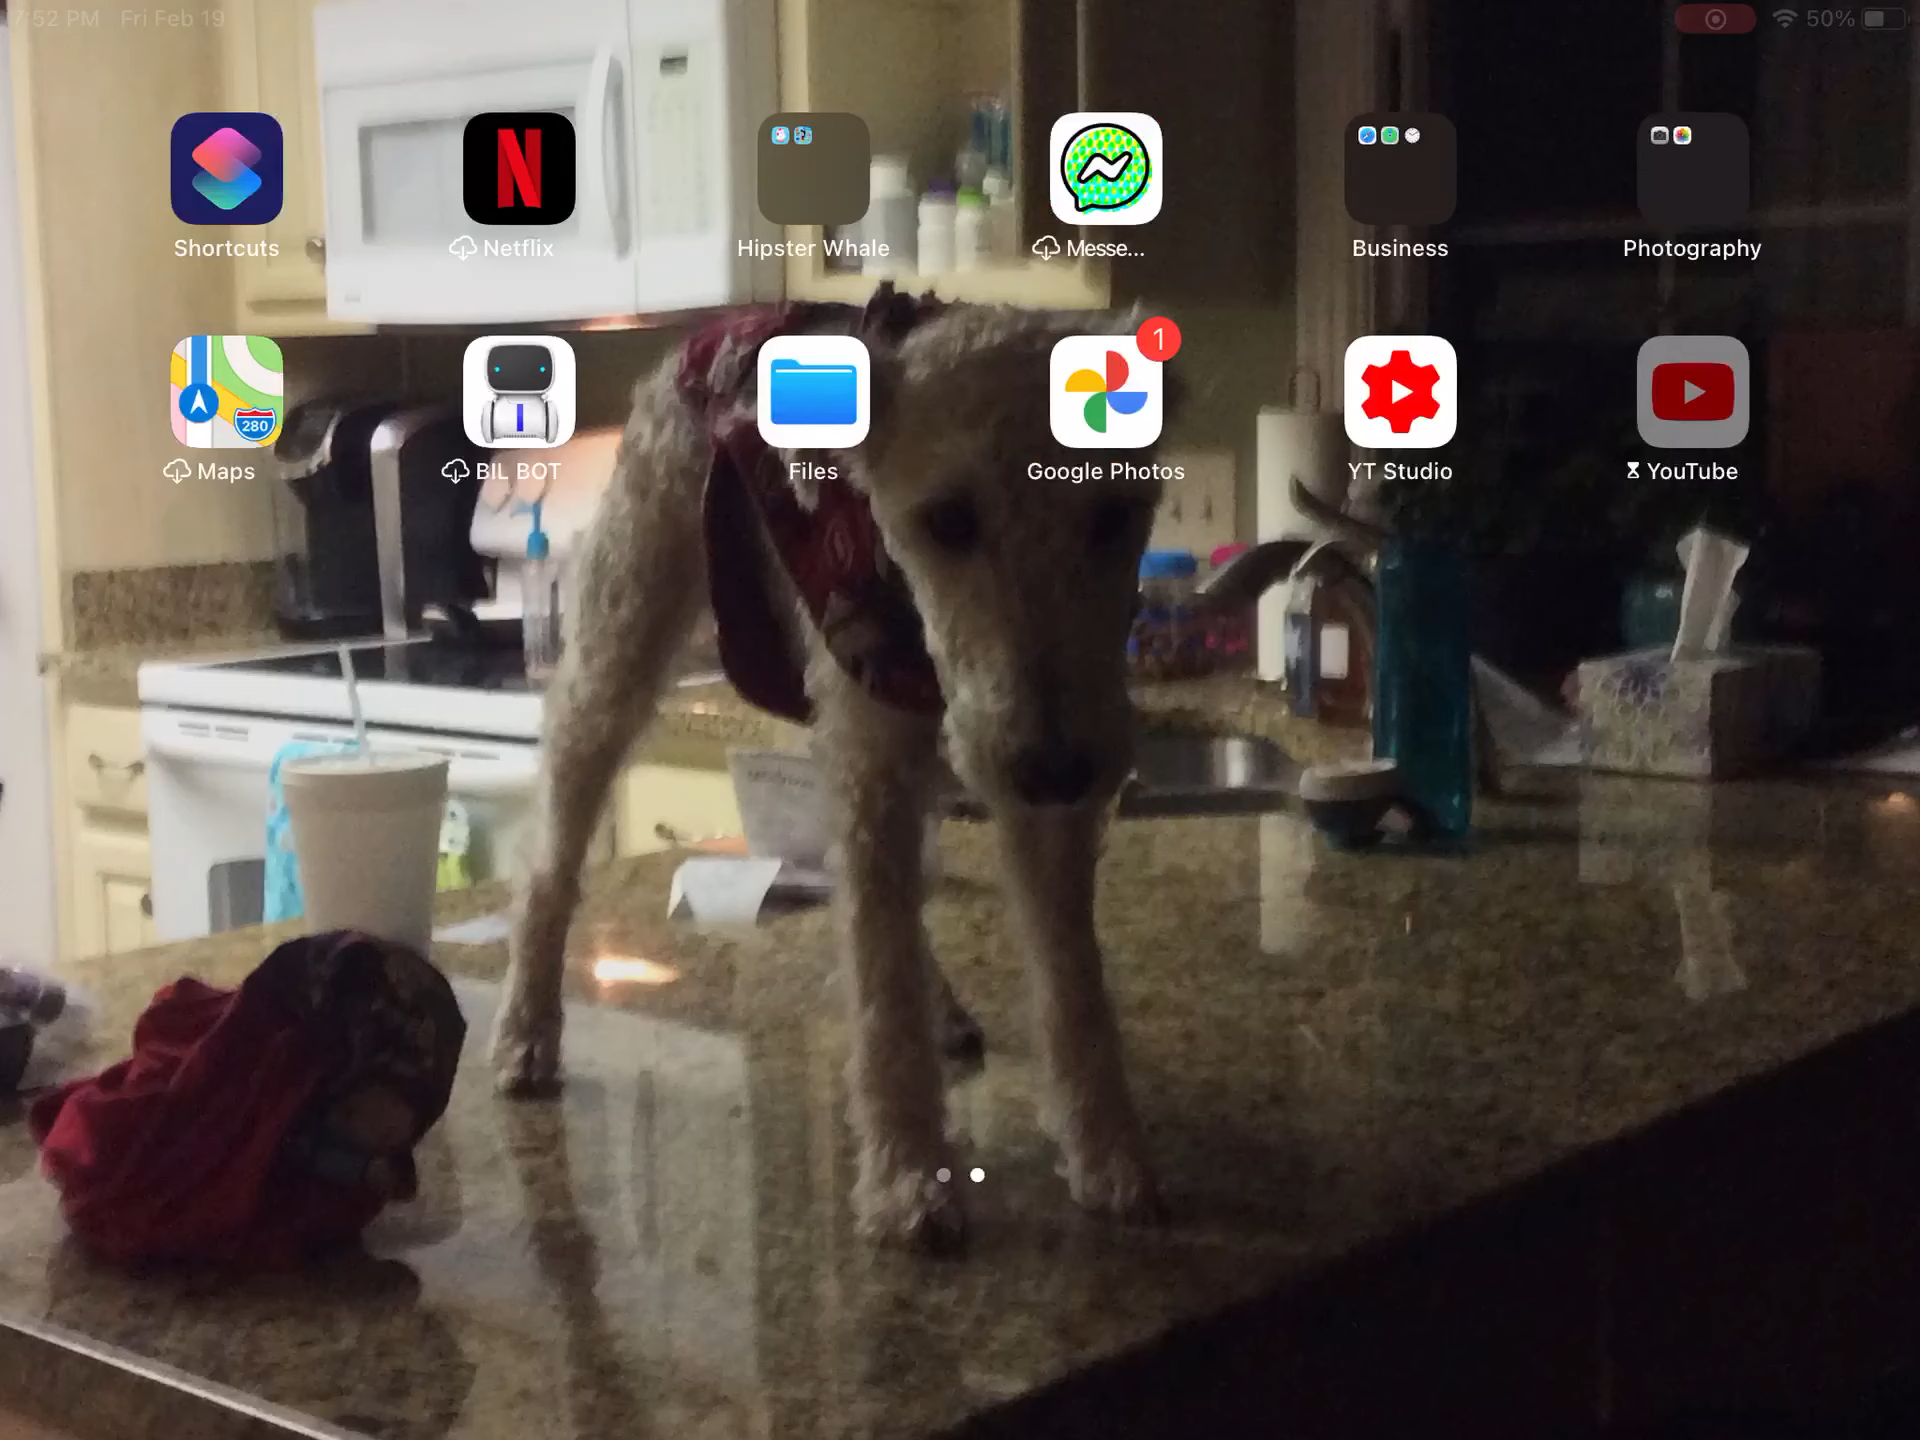 7:52 PM Fri Feb 19
50%
Shortcuts
Netflix
Hipster Whale
Messe...
Business
Photography
280
1
Maps
BIL BOT
Files
Google Photos
YT Studio
YouTube